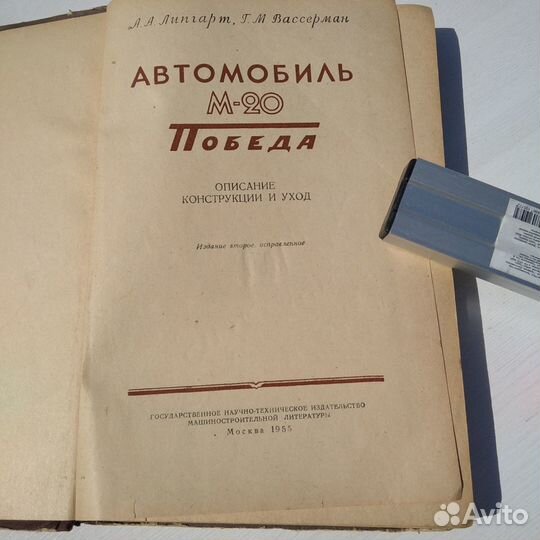 А. А. Липгарт, Г. М. Вассерман
АВТОМОБИЛЬ
М-20
ПОБЕДА
ОПИСАНИЕ
КОНСТРУКЦИИ И УХОД
Издание второе, исправленное
ГОСУДАРСТВЕННОЕ НАУЧНО-ТЕХНИЧЕСКОЕ ИЗДАТЕЛЬСТВО
МАШИНОСТРОИТЕЛЬНОЙ ЛИТЕРАТУРЫ
Москва 1955
Avito